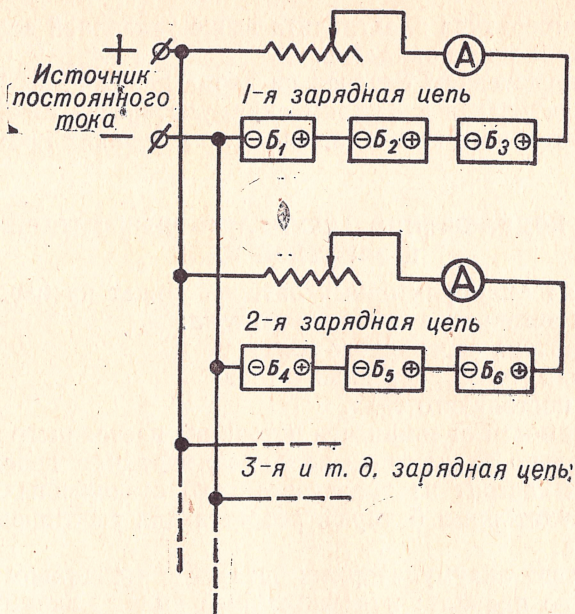 +
Источник
постоянного
тока
−
A
1-я зарядная цепь
⊖ Б₁ ⊕ ⊖ Б₂ ⊕ ⊖ Б₃ ⊕
A
2-я зарядная цепь
⊖ Б₄ ⊕ ⊖ Б₅ ⊕ ⊖ Б₆ ⊕
3-я и т. д. зарядная цепь